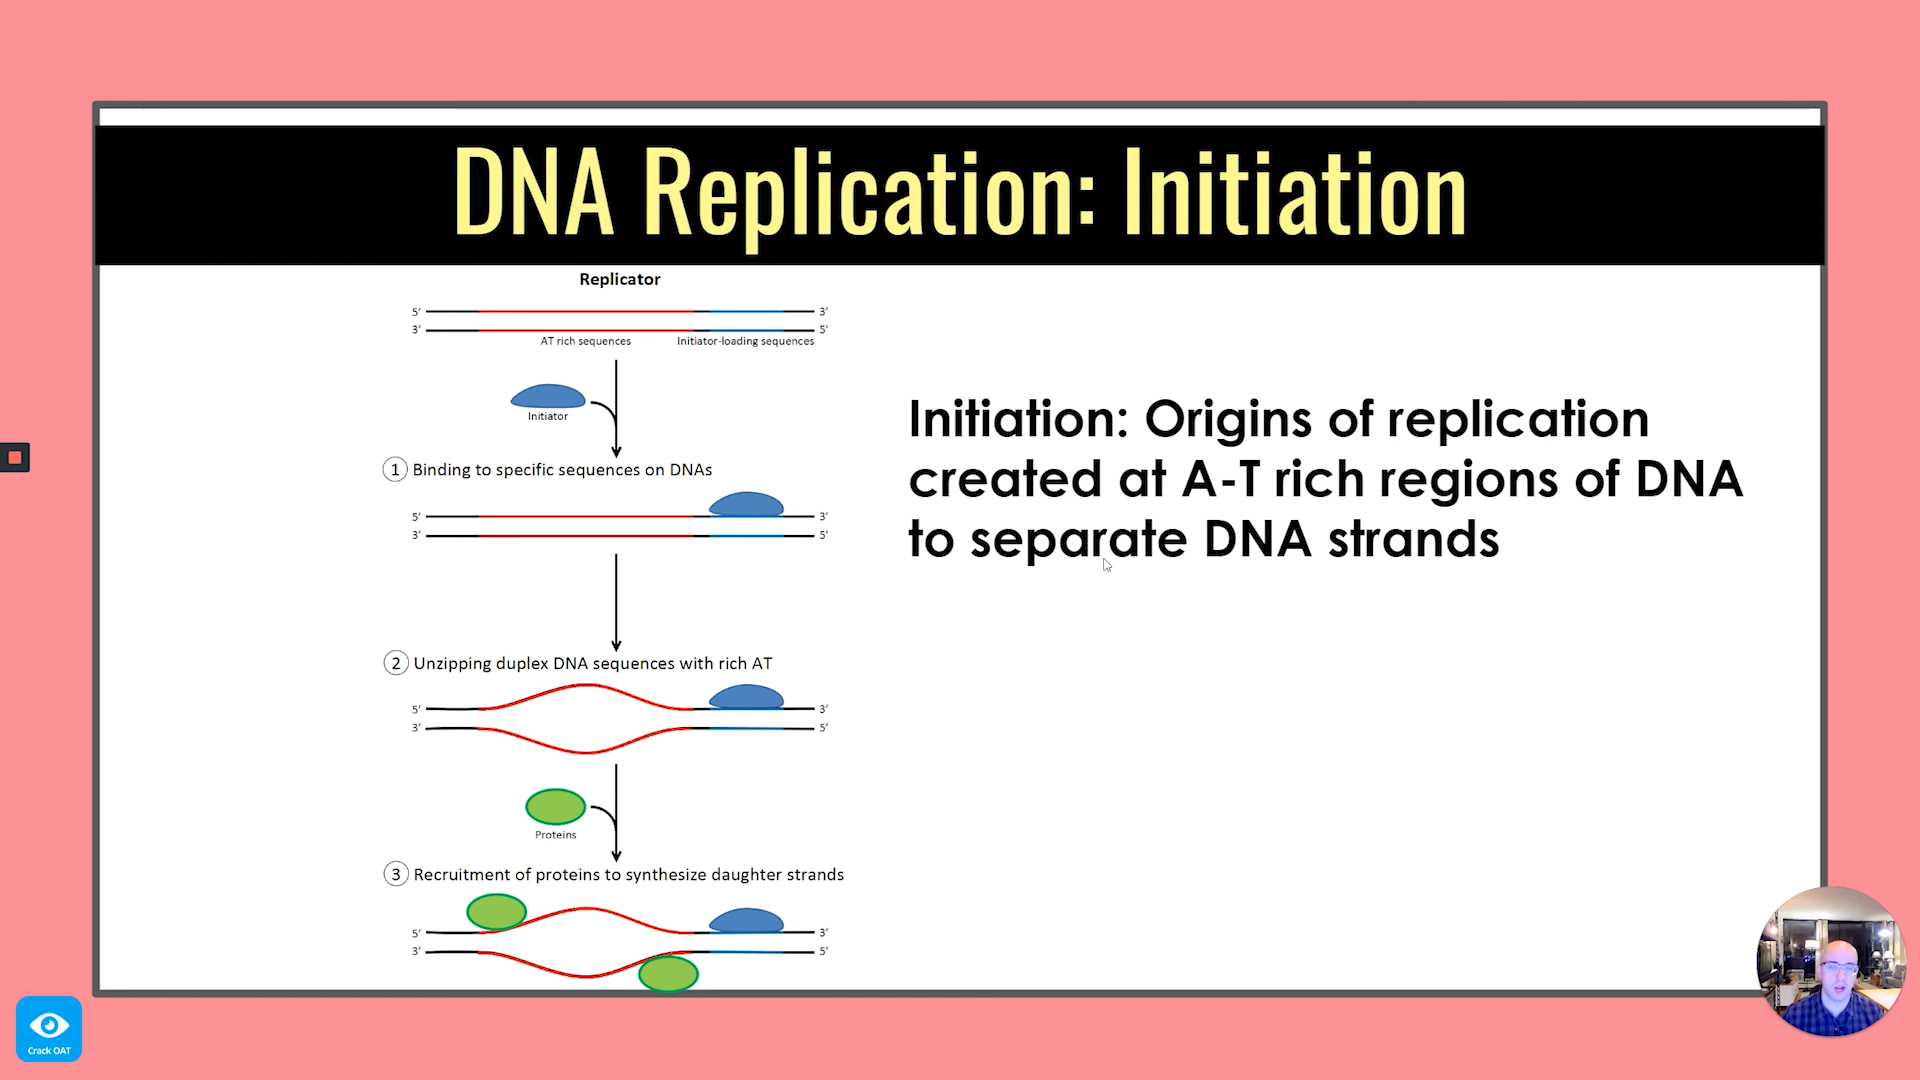 DNA Replication: Initiation
Replicator
5’ 3’
3’ 5’
AT rich sequences Initiator-loading sequences
Initiator
1 Binding to specific sequences on DNAs
5’ 3’
3’ 5’
2 Unzipping duplex DNA sequences with rich AT
5’ 3’
3’ 5’
Proteins
3 Recruitment of proteins to synthesize daughter strands
5’ 3’
3’ 5’
Initiation: Origins of replication
created at A-T rich regions of DNA
to separate DNA strands
Crack OAT